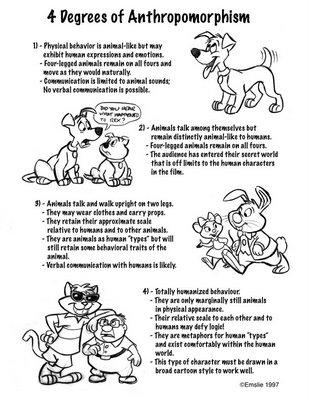 4 Degrees of Anthropomorphism
1) - Physical behavior is animal-like but may
exhibit human expressions and emotions.
- Four-legged animals remain on all fours and
move as they would naturally.
- Communication is limited to animal sounds;
No verbal communication is possible.
DO YOU HEAR
WHAT HAPPENED
TO REX?
2) - Animals talk among themselves but
remain distinctly animal-like to humans.
- Four-legged animals remain on all fours.
- The audience has entered their secret world
that is off limits to the human characters
in the film.
3) - Animals talk and walk upright on two legs.
- They may wear clothes and carry props.
- They retain their approximate scale
relative to humans and to other animals.
- They are animals as human "types" but will
still retain some behavioral traits of the
animal.
- Verbal communication with humans is likely.
4) - Totally humanized behaviour.
- They are only marginally still animals
in physical appearance.
- Their relative scale to each other and to
humans may defy logic!
- They are metaphors for human "types"
and exist comfortably within the human
world.
- This type of character must be drawn in a
broad cartoon style to work well.
©Emslie 1997